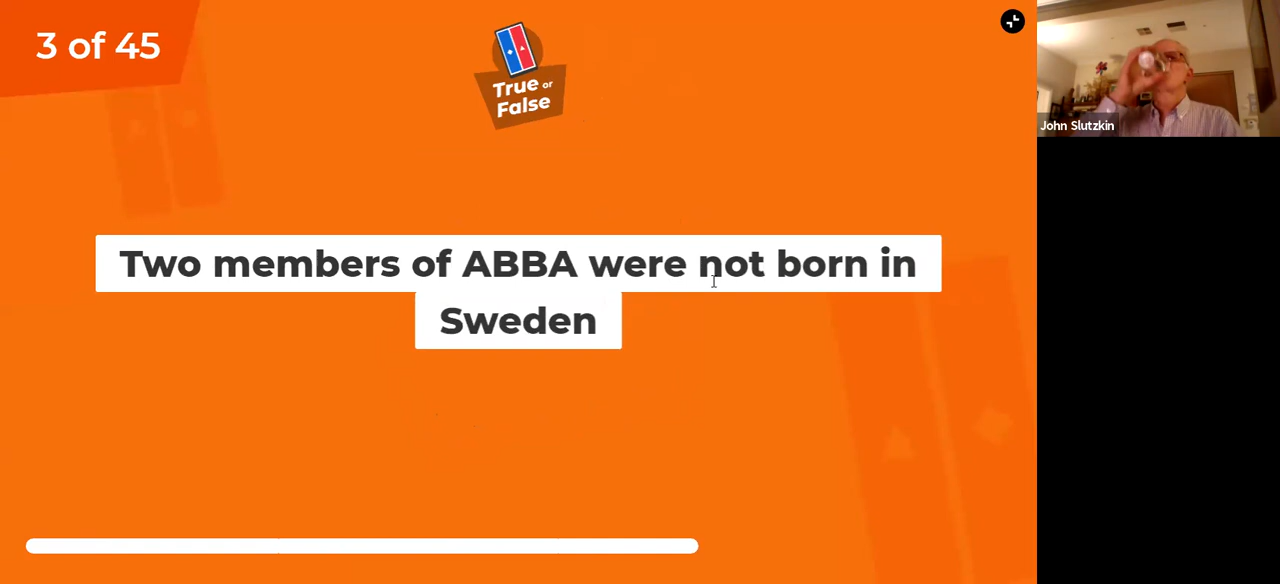 3 of 45
True or
False
Two members of ABBA were not born in
Sweden
John Slutzkin